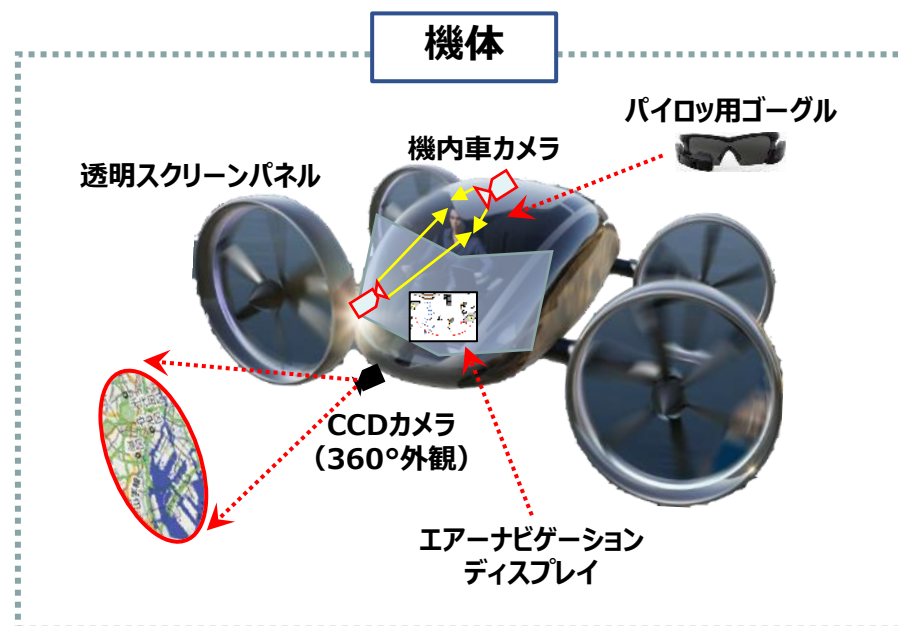 機体
パイロッ用ゴーグル
機内車カメラ
透明スクリーンパネル
CCDカメラ
（360°外観）
エアーナビゲーション
ディスプレイ